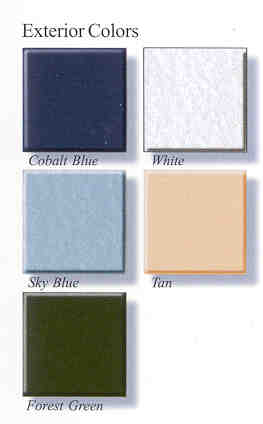 Exterior Colors
Cobalt Blue
White
Sky Blue
Tan
Forest Green